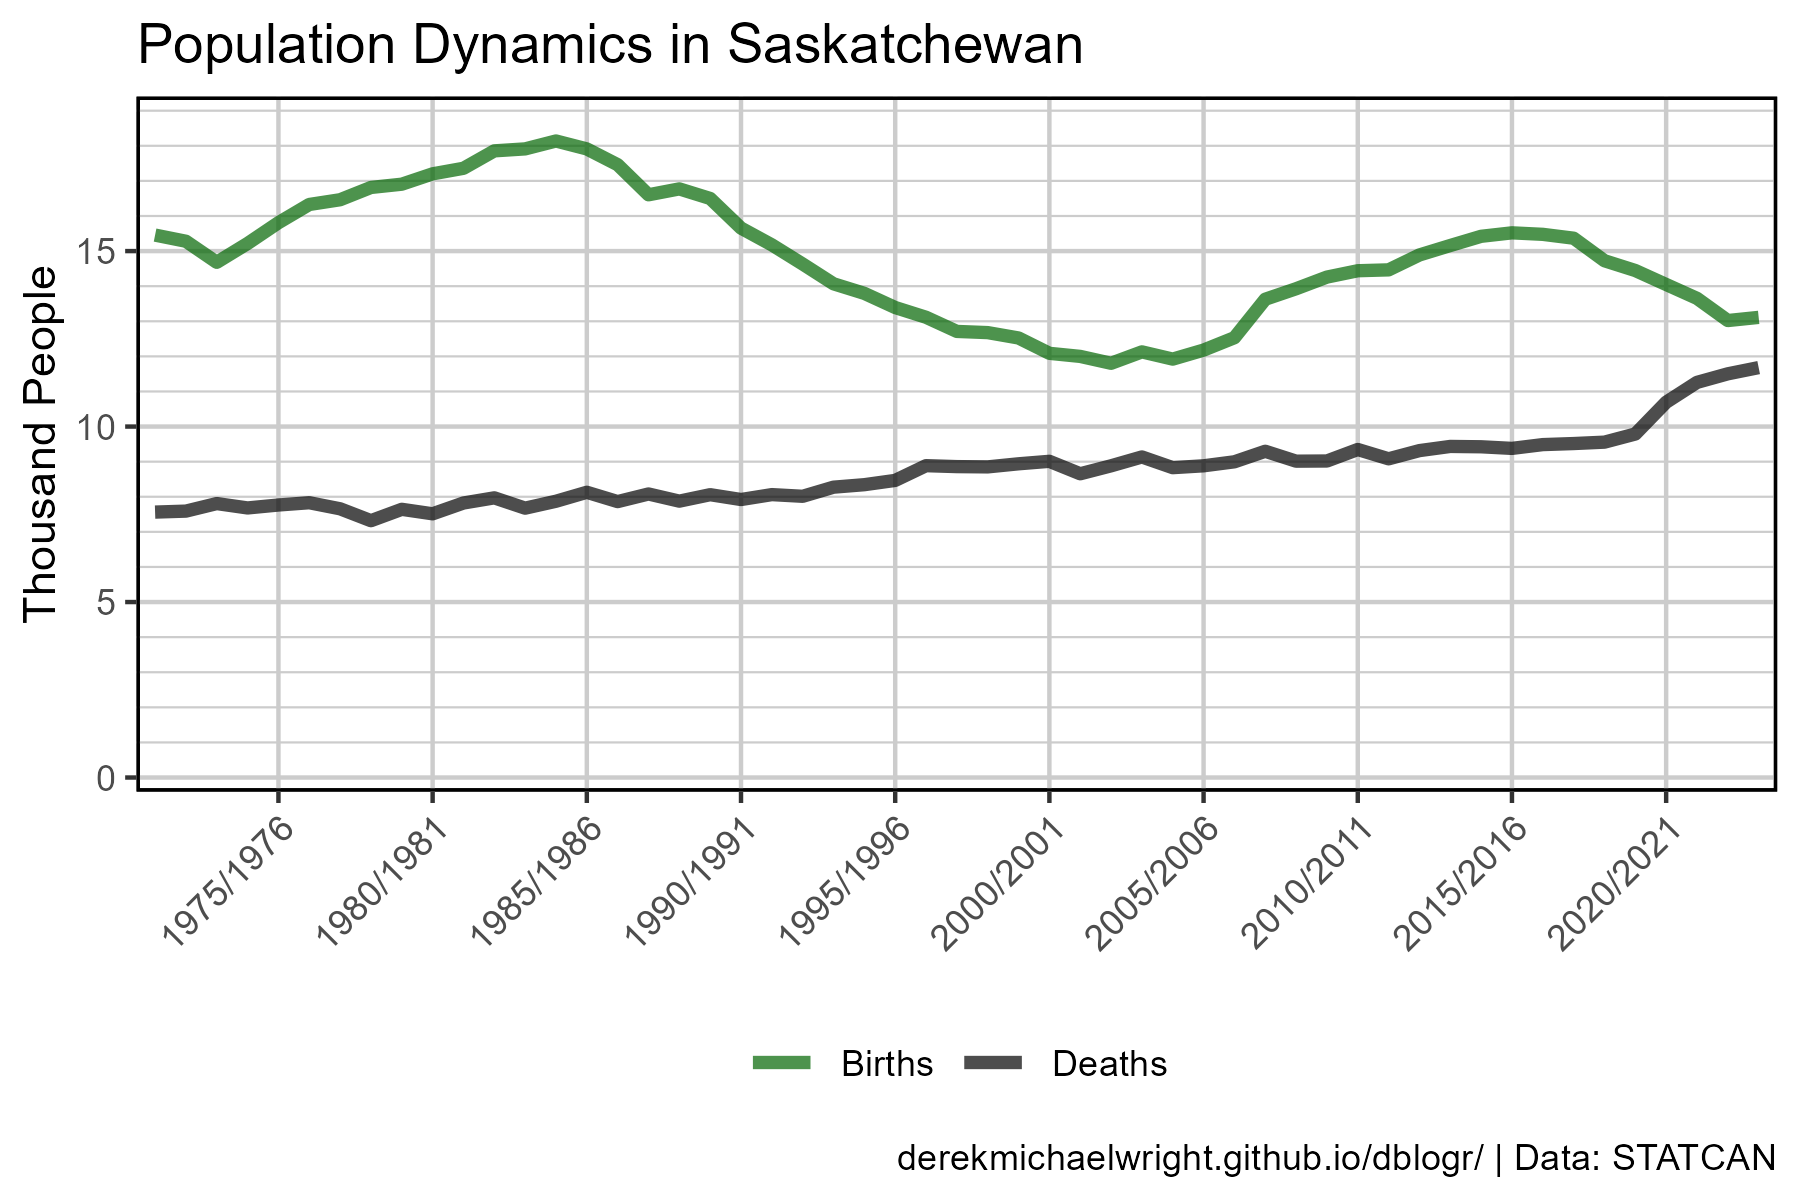 Population Dynamics in Saskatchewan
Thousand People
15
10
5
0
1975/1976
1980/1981
1985/1986
1990/1991
1995/1996
2000/2001
2005/2006
2010/2011
2015/2016
2020/2021
Births
Deaths
derekmichaelwright.github.io/dblogr/ | Data: STATCAN